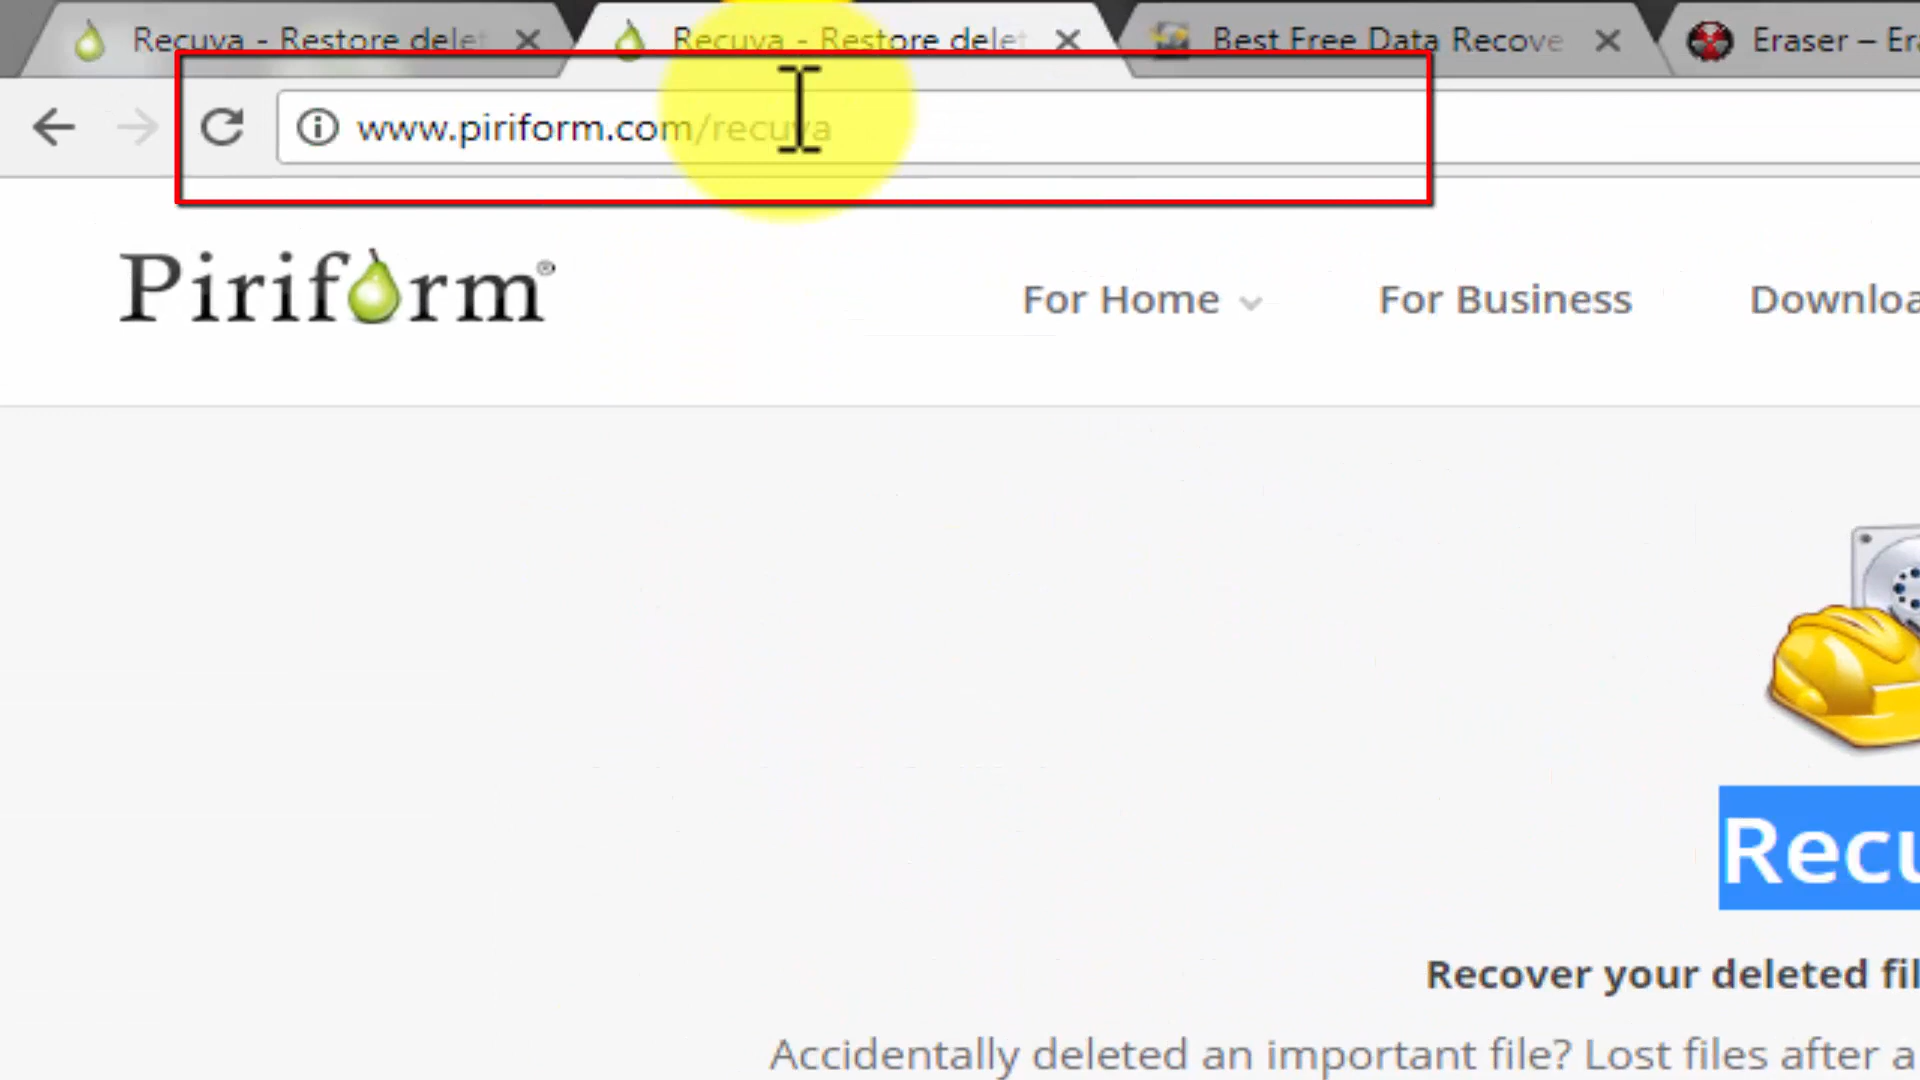 Recuva - Restore delet
Recuva - Restore delet
Best Free Data Recove
Eraser – Era
www.piriform.com/recuva
Piriform®
For Home
For Business
Downloa
Recu
Recover your deleted fil
Accidentally deleted an important file? Lost files after a